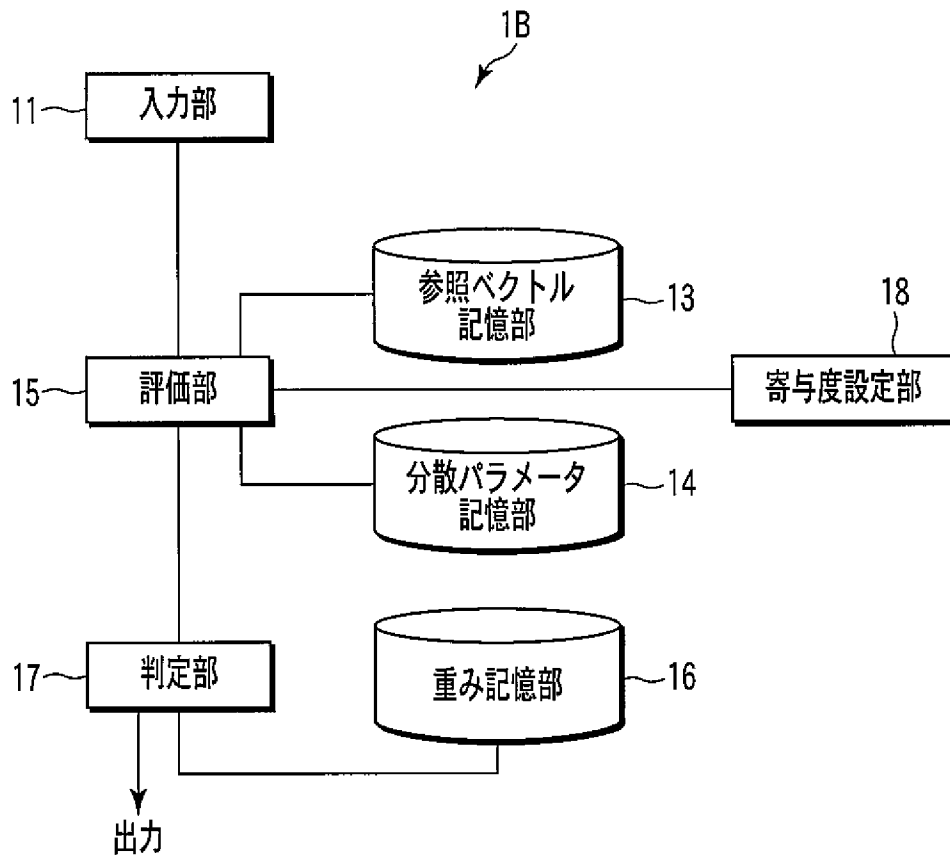 1B
11
入力部
参照ベクトル
記憶部
13
18
15
評価部
寄与度設定部
分散パラメータ
記憶部
14
17
判定部
重み記憶部
16
出力